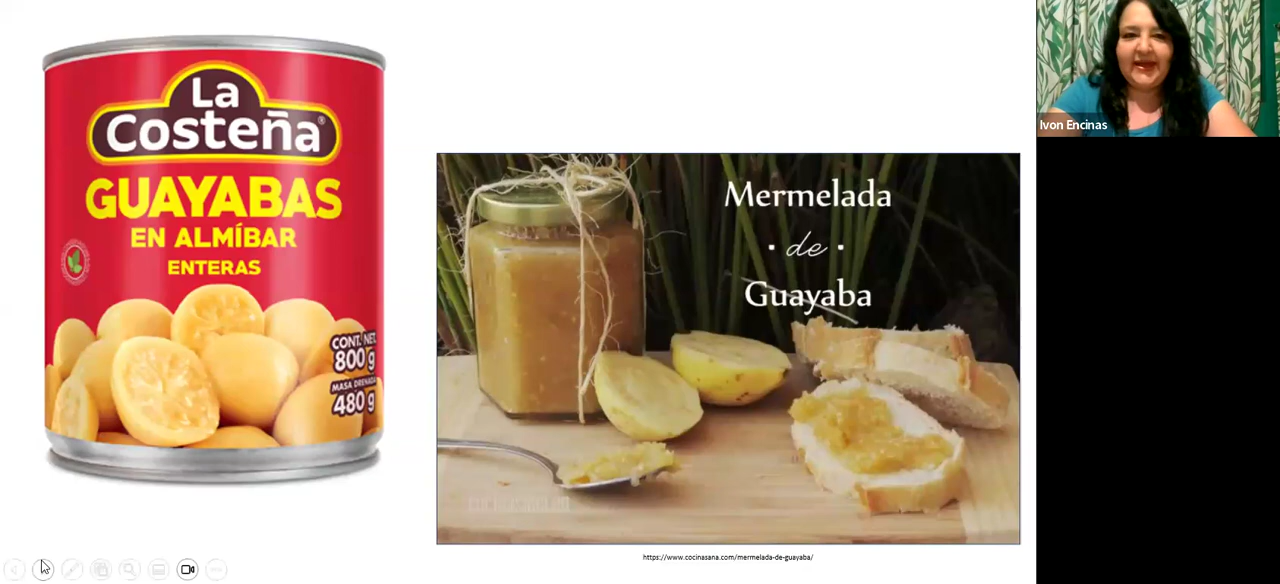 La
Costeña®
GUAYABAS
EN ALMÍBAR
ENTERAS
CONT. NET.
800 g
MASA DRENADA
480 g
Mermelada
• de •
Guayaba
https://www.cocinasana.com/mermelada-de-guayaba/
Ivon Encinas